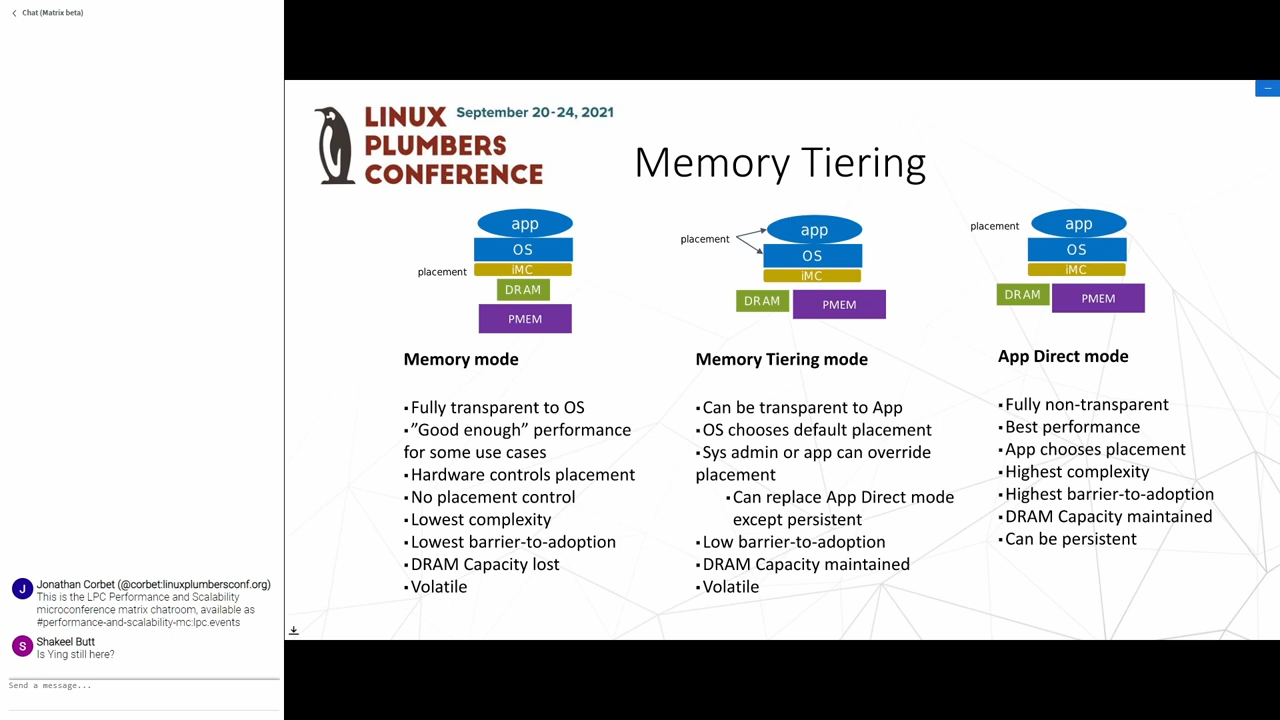 Chat (Matrix beta)
Jonathan Corbet (@corbet:linuxplumbersconf.org)
This is the LPC Performance and Scalability
microconference matrix chatroom, available as
#performance-and-scalability-mc:lpc.events
Shakeel Butt
Is Ying still here?
J
S
Send a message...
LINUX
PLUMBERS
CONFERENCE
September 20-24, 2021
Memory Tiering
app
OS
placement
iMC
DRAM
PMEM
Memory mode
▪Fully transparent to OS
▪”Good enough” performance
for some use cases
▪Hardware controls placement
▪No placement control
▪Lowest complexity
▪Lowest barrier-to-adoption
▪DRAM Capacity lost
▪Volatile
placement
app
OS
iMC
DRAM
PMEM
Memory Tiering mode
▪Can be transparent to App
▪OS chooses default placement
▪Sys admin or app can override
placement
▪Can replace App Direct mode
except persistent
▪Low barrier-to-adoption
▪DRAM Capacity maintained
▪Volatile
placement
app
OS
iMC
DRAM
PMEM
App Direct mode
▪Fully non-transparent
▪Best performance
▪App chooses placement
▪Highest complexity
▪Highest barrier-to-adoption
▪DRAM Capacity maintained
▪Can be persistent